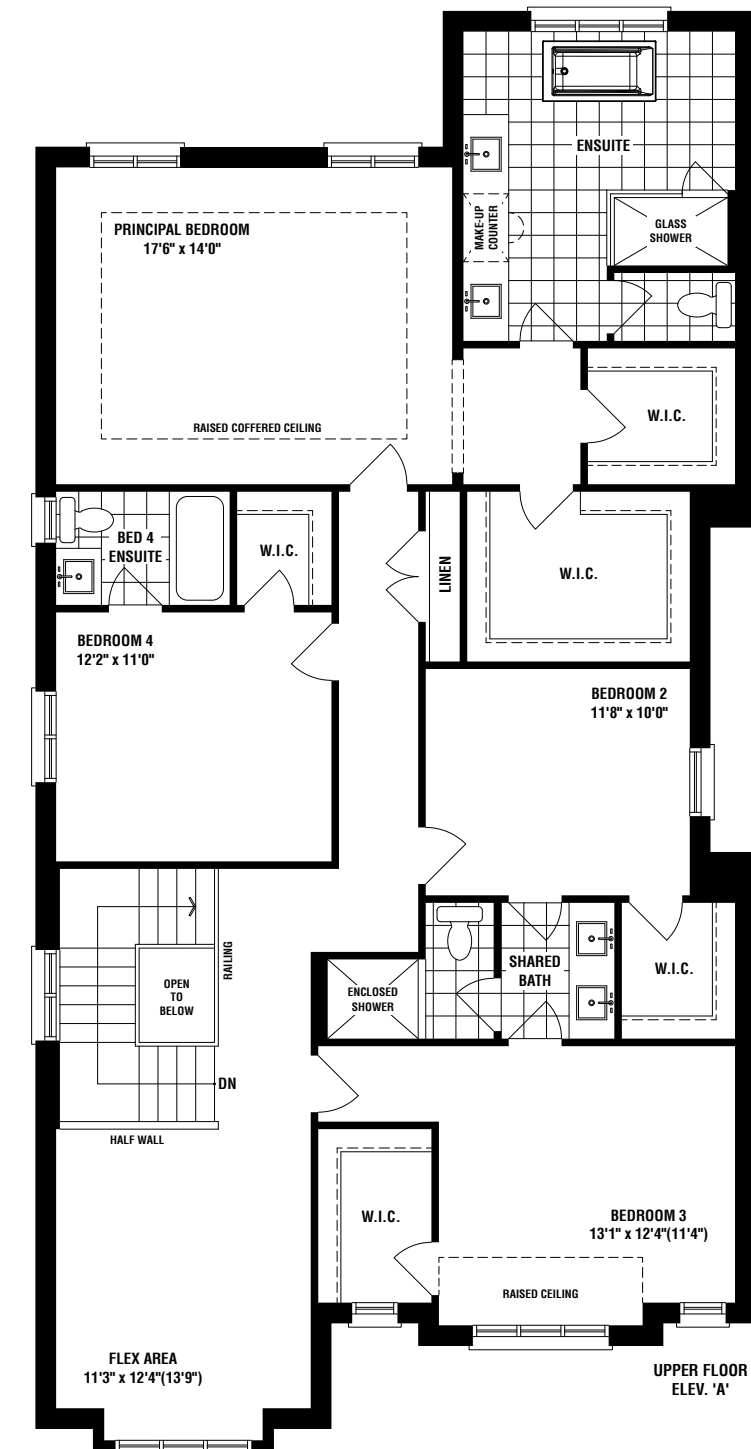 ENSUITE
PRINCIPAL BEDROOM
17'6" x 14'0"
MAKE-UP
COUNTER
GLASS
SHOWER
RAISED COFFERED CEILING
W.I.C.
BED 4
ENSUITE
W.I.C.
LINEN
W.I.C.
BEDROOM 4
12'2" x 11'0"
BEDROOM 2
11'8" x 10'0"
RAILING
OPEN
TO
BELOW
ENCLOSED
SHOWER
SHARED
BATH
W.I.C.
DN
HALF WALL
W.I.C.
BEDROOM 3
13'1" x 12'4"(11'4")
RAISED CEILING
FLEX AREA
11'3" x 12'4"(13'9")
UPPER FLOOR
ELEV. 'A'